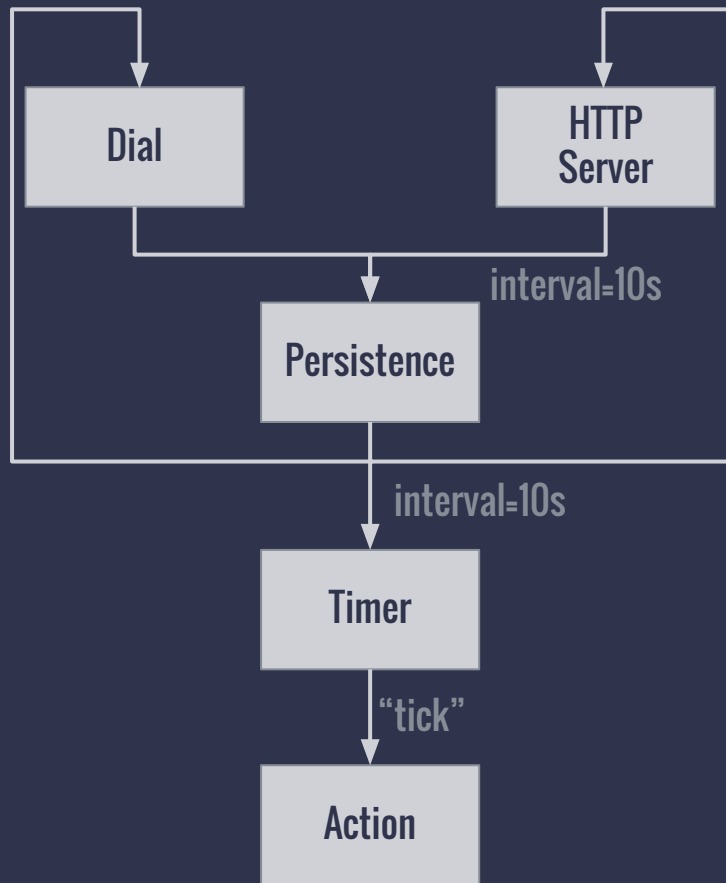 Dial
HTTP
Server
interval=10s
Persistence
interval=10s
Timer
“tick”
Action